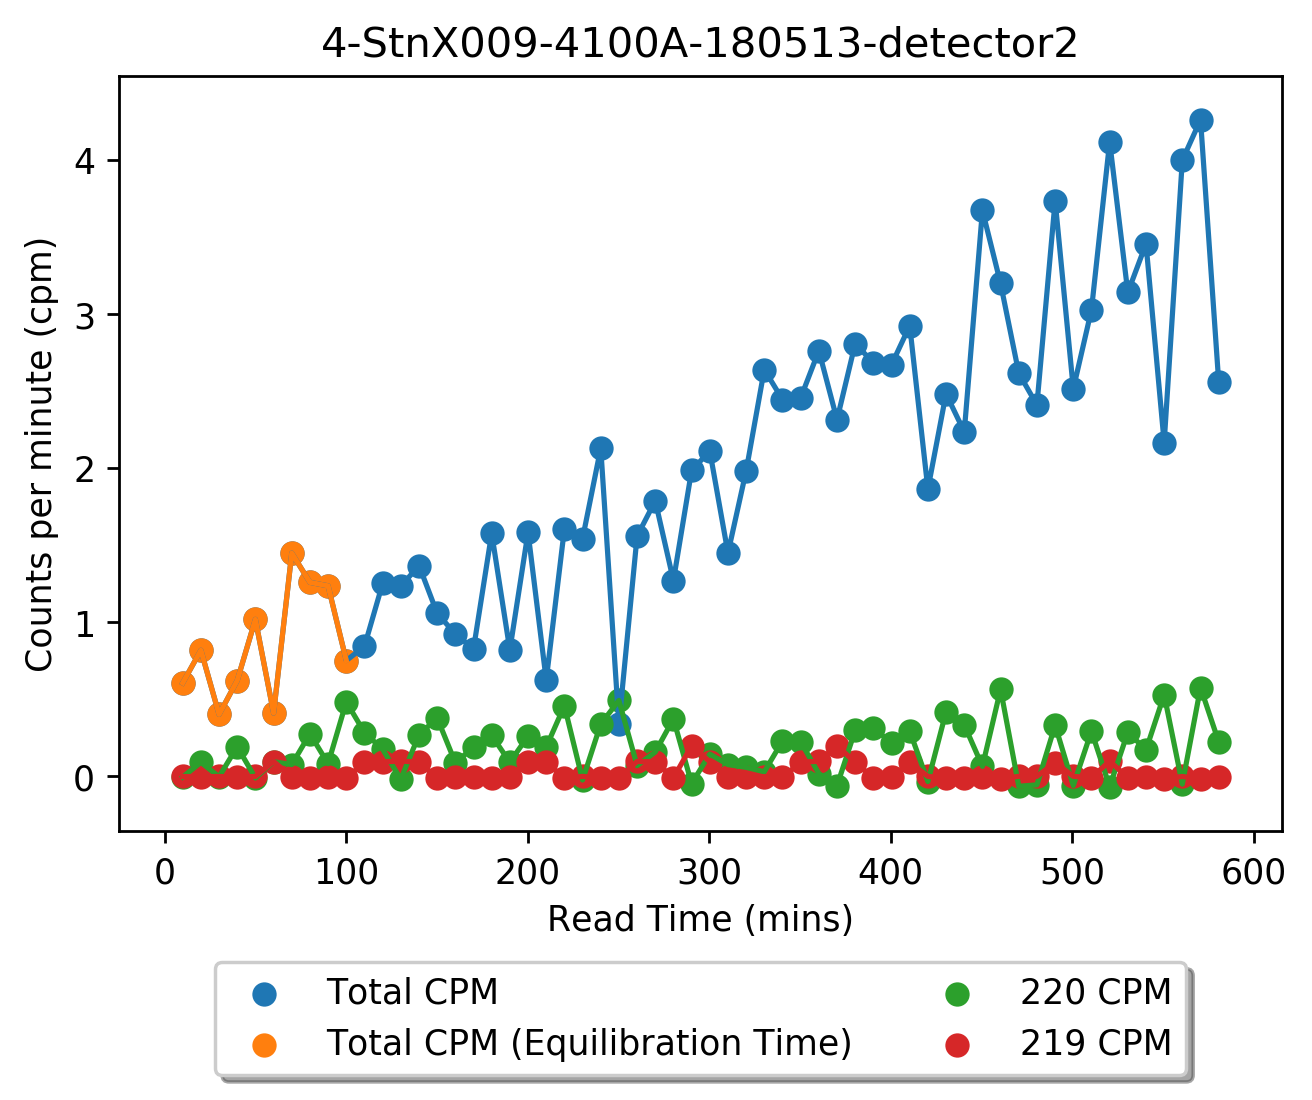 4-StnX009-4100A-180513-detector2
Counts per minute (cpm)
4
3
2
1
0
0 100 200 300 400 500 600
Read Time (mins)
Total CPM
Total CPM (Equilibration Time)
220 CPM
219 CPM